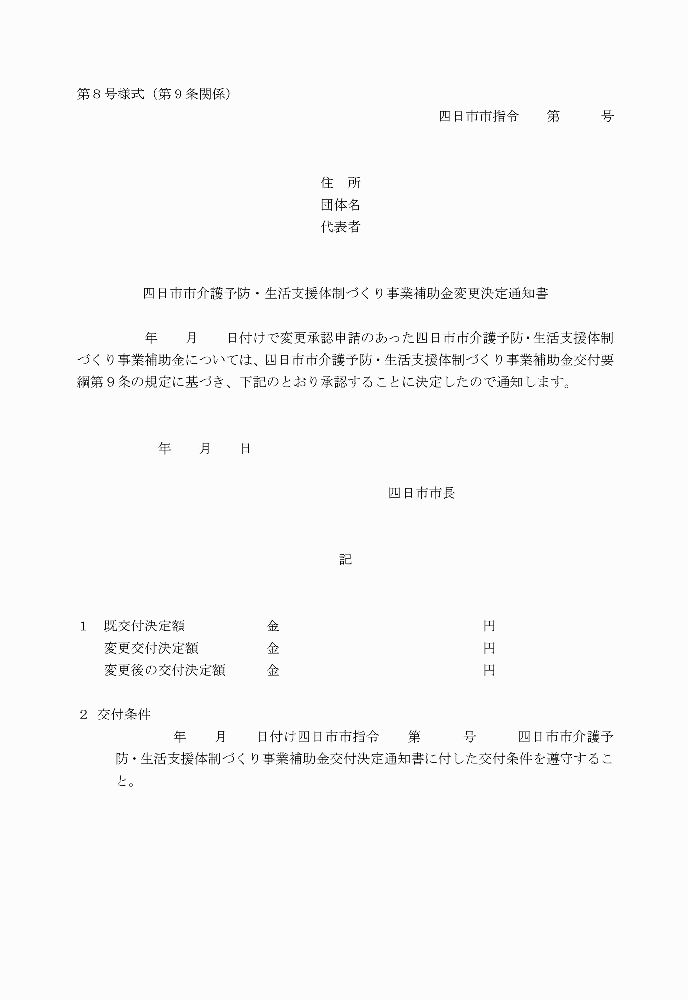 第８号様式（第９条関係）
四日市市指令　　第　　　号
住　所
団体名
代表者
四日市市介護予防・生活支援体制づくり事業補助金変更決定通知書
年　　月　　日付けで変更承認申請のあった四日市市介護予防・生活支援体制
づくり事業補助金については、四日市市介護予防・生活支援体制づくり事業補助金交付要
綱第９条の規定に基づき、下記のとおり承認することに決定したので通知します。
年　　月　　日
四日市市長
記
１　既交付決定額　　　　　　金　　　　　　　　　　　　　　　円
変更交付決定額　　　　　金　　　　　　　　　　　　　　　円
変更後の交付決定額　　　金　　　　　　　　　　　　　　　円
２ 交付条件
年　　月　　日付け四日市市指令　　第　　　号　　　四日市市介護予
防・生活支援体制づくり事業補助金交付決定通知書に付した交付条件を遵守するこ
と。